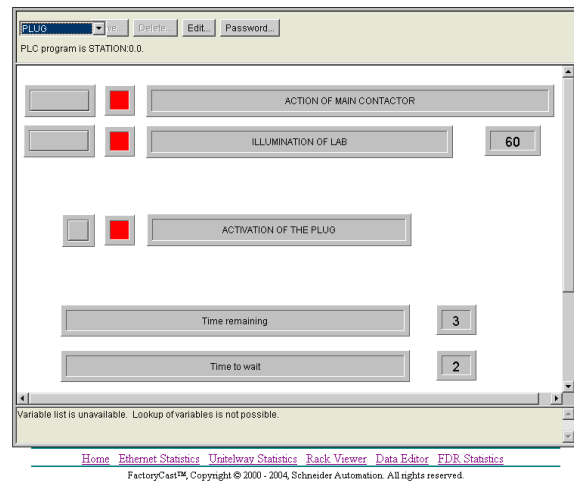 PLUG ve... Delete... Edit... Password...
PLC program is STATION:0.0.
ACTION OF MAIN CONTACTOR
ILLUMINATION OF LAB 60
ACTIVATION OF THE PLUG
Time remaining 3
Time to wait 2
Variable list is unavailable. Lookup of variables is not possible.
Home Ethernet Statistics Unitelway Statistics Rack Viewer Data Editor FDR Statistics
FactoryCast™, Copyright © 2000 - 2004, Schneider Automation. All rights reserved.